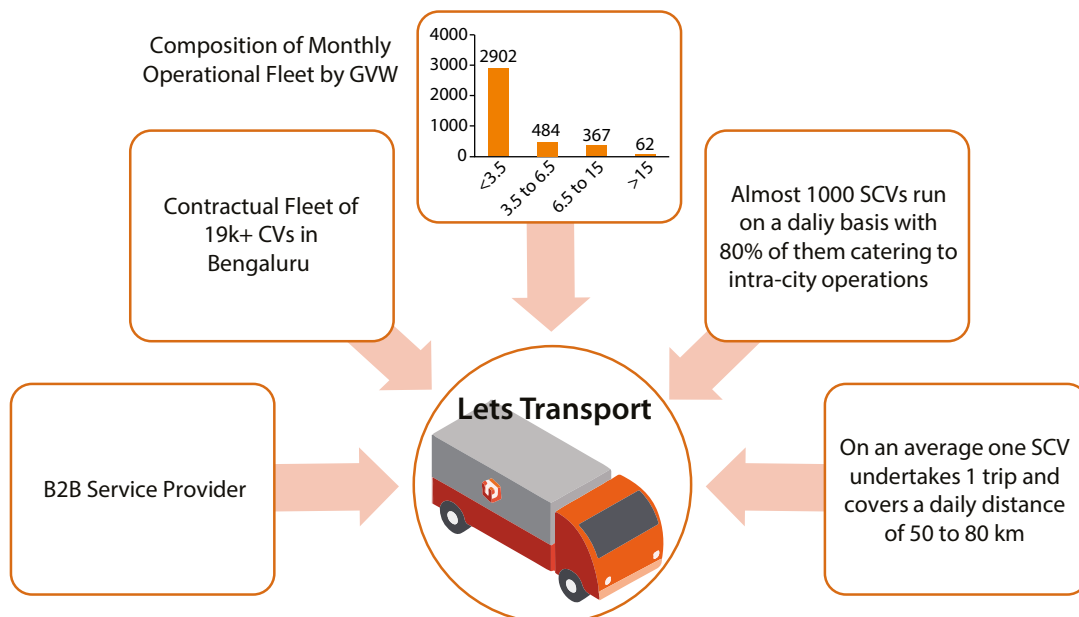 Composition of Monthly
Operational Fleet by GVW
4000
3000
2000
1000
0
2902
484
367
62
<3.5
3.5 to 6.5
6.5 to 15
>15
Contractual Fleet of
19k+ CVs in
Bengaluru
Almost 1000 SCVs run
on a daliy basis with
80% of them catering to
intra-city operations
B2B Service Provider
Lets Transport
On an average one SCV
undertakes 1 trip and
covers a daily distance
of 50 to 80 km